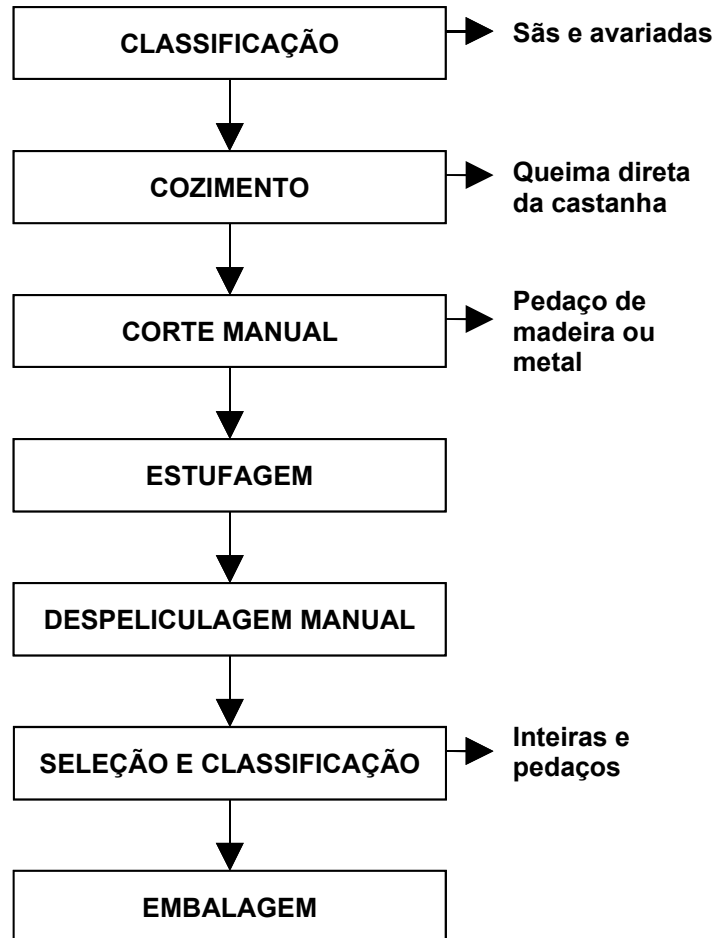 CLASSIFICAÇÃO
Sãs e avariadas
COZIMENTO
Queima direta
da castanha
CORTE MANUAL
Pedaço de
madeira ou
metal
ESTUFAGEM
DESPELICULAGEM MANUAL
SELEÇÃO E CLASSIFICAÇÃO
Inteiras e
pedaços
EMBALAGEM